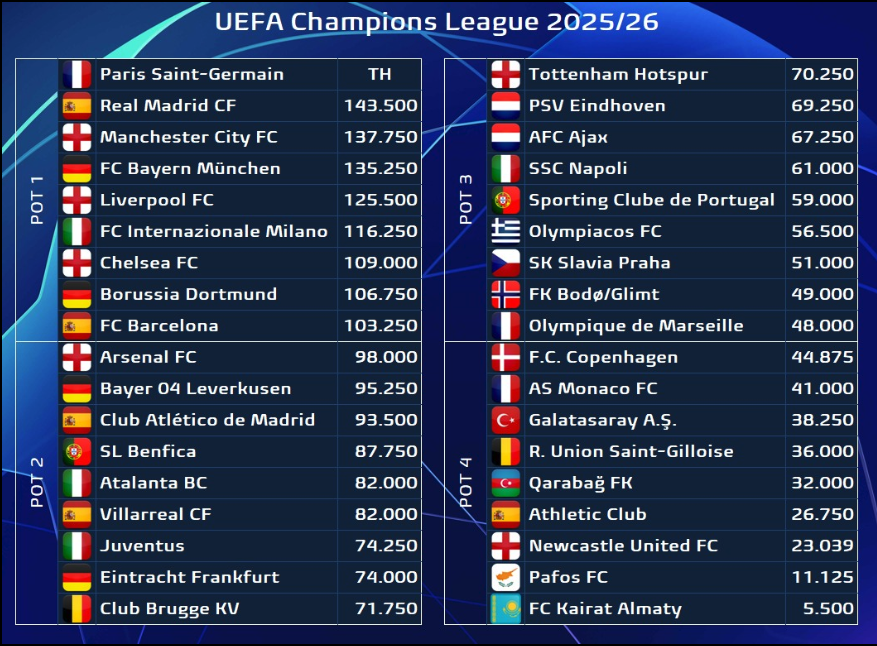 UEFA Champions League 2025/26
POT 1
Paris Saint-Germain TH
Real Madrid CF 143.500
Manchester City FC 137.750
FC Bayern München 135.250
Liverpool FC 125.500
FC Internazionale Milano 116.250
Chelsea FC 109.000
Borussia Dortmund 106.750
FC Barcelona 103.250
POT 2
Arsenal FC 98.000
Bayer 04 Leverkusen 95.250
Club Atlético de Madrid 93.500
SL Benfica 87.750
Atalanta BC 82.000
Villarreal CF 82.000
Juventus 74.250
Eintracht Frankfurt 74.000
Club Brugge KV 71.750
POT 3
Tottenham Hotspur 70.250
PSV Eindhoven 69.250
AFC Ajax 67.250
SSC Napoli 61.000
Sporting Clube de Portugal 59.000
Olympiacos FC 56.500
SK Slavia Praha 51.000
FK Bodø/Glimt 49.000
Olympique de Marseille 48.000
POT 4
F.C. Copenhagen 44.875
AS Monaco FC 41.000
Galatasaray A.Ş. 38.250
R. Union Saint-Gilloise 36.000
Qarabağ FK 32.000
Athletic Club 26.750
Newcastle United FC 23.039
Pafos FC 11.125
FC Kairat Almaty 5.500